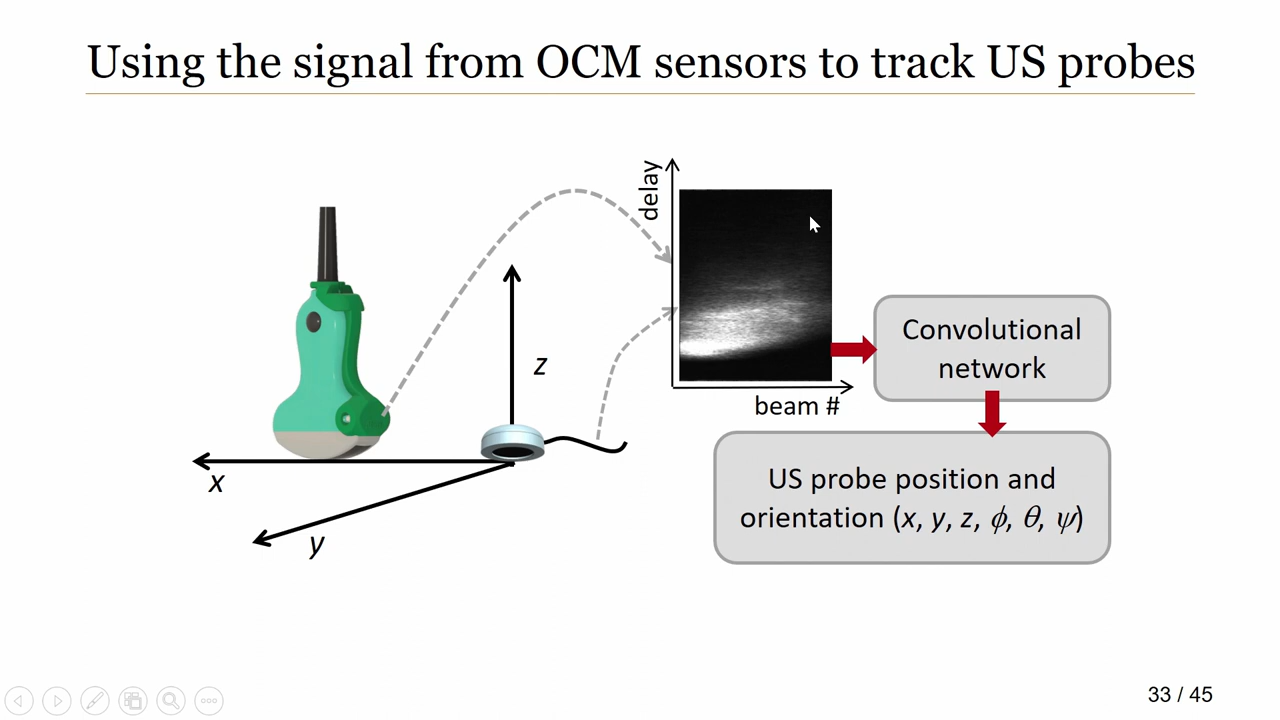 Using the signal from OCM sensors to track US probes
delay
z
x
y
beam #
Convolutional
network
US probe position and
orientation (x, y, z, ϕ, θ, ψ)
33 / 45